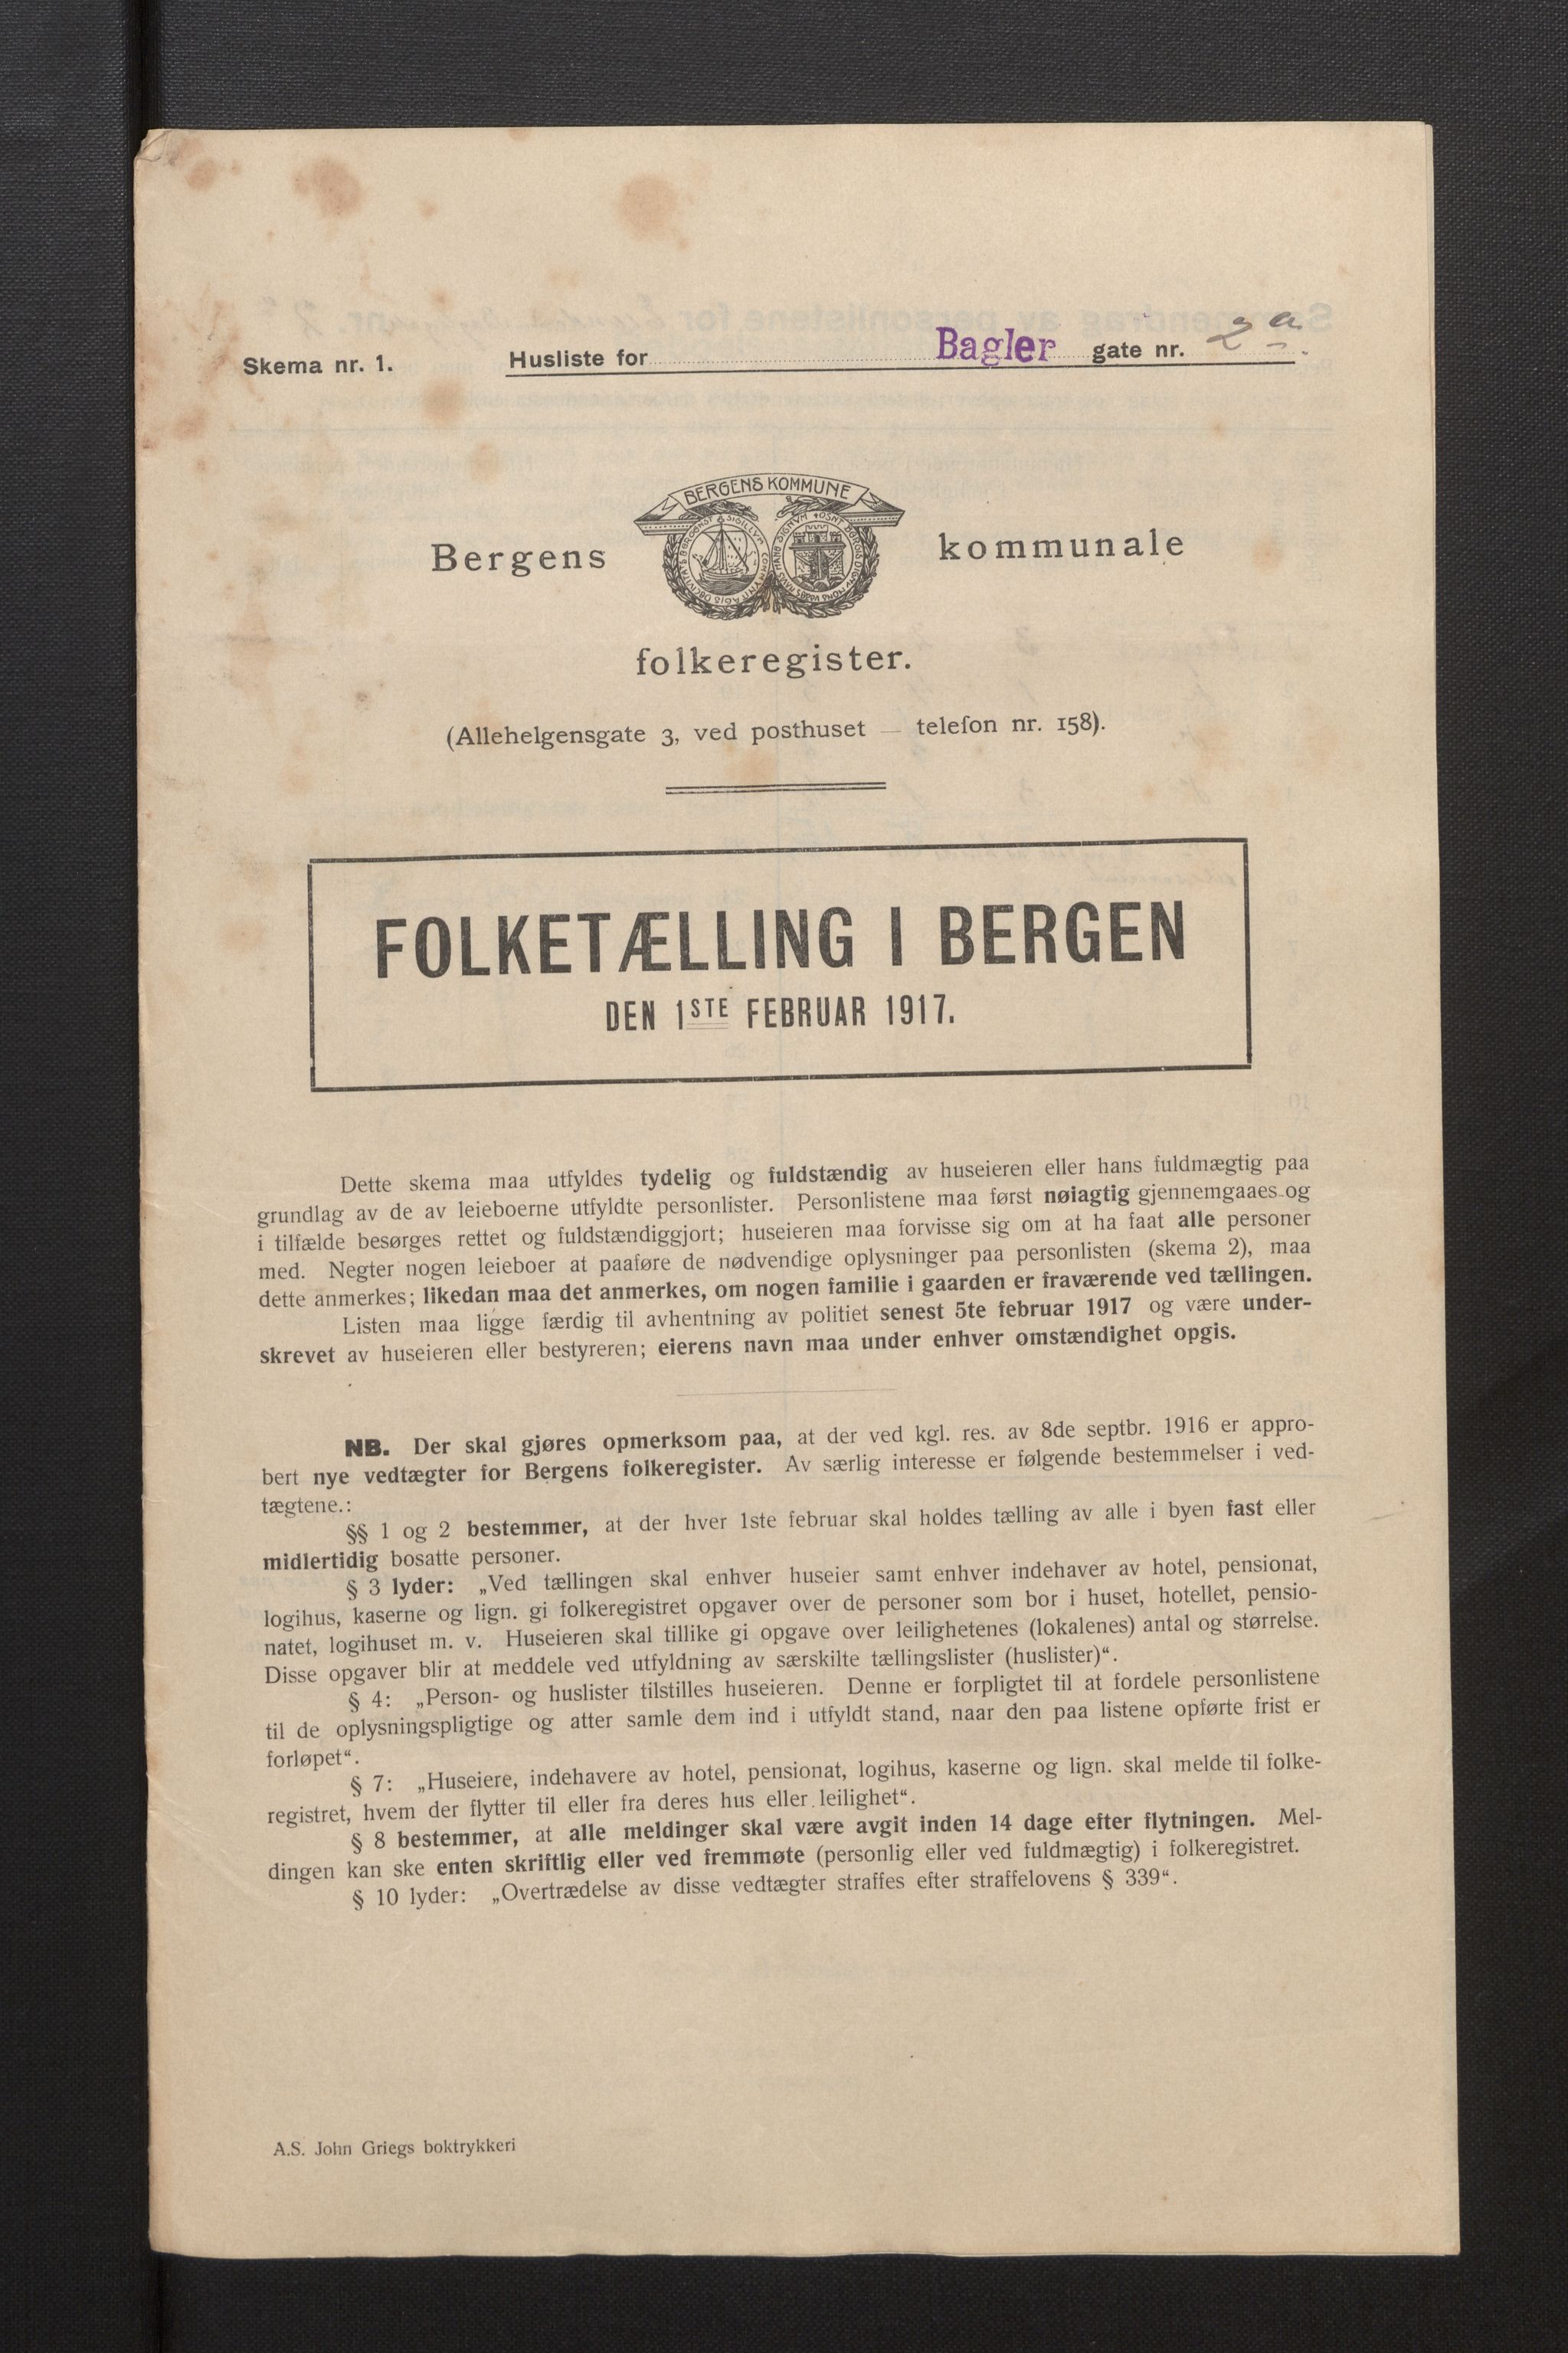 Skema nr. 1. Husliste for Bagler gate nr. 2 a.
BERGENS KOMMUNE
Bergens kommunale
folkeregister.
(Allehelgensgate 3, ved posthuset — telefon nr. 158).
FOLKETÆLLING I BERGEN
DEN 1STE FEBRUAR 1917.
Dette skema maa utfyldes tydelig og fuldstændig av huseieren eller hans fuldmægtig paa
grundlag av de av leieboerne utfyldte personlister. Personlistene maa først nøiagtig gjennemgaaes og
i tilfælde besørges rettet og fuldstændiggjort; huseieren maa forvisse sig om at ha faat alle personer
med. Negter nogen leieboer at paaføre de nødvendige oplysninger paa personlisten (skema 2), maa
dette anmerkes; likedan maa det anmerkes, om nogen familie i gaarden er fraværende ved tællingen.
Listen maa ligge færdig til avhentning av politiet senest 5te februar 1917 og være under-
skrevet av huseieren eller bestyreren; eierens navn maa under enhver omstændighet opgis.
NB. Der skal gjøres opmerksom paa, at der ved kgl. res. av 8de septbr. 1916 er appro-
bert nye vedtægter for Bergens folkeregister. Av særlig interesse er følgende bestemmelser i ved-
tægtene.:
§§ 1 og 2 bestemmer, at der hver 1ste februar skal holdes tælling av alle i byen fast eller
midlertidig bosatte personer.
§ 3 lyder: „Ved tællingen skal enhver huseier samt enhver indehaver av hotel, pensionat,
logihus, kaserne og lign. gi folkeregistret opgaver over de personer som bor i huset, hotellet, pensio-
natet, logihuset m. v. Huseieren skal tillike gi opgave over leilighetenes (lokalenes) antal og størrelse.
Disse opgaver blir at meddele ved utfyldning av særskilte tællingslister (huslister)“.
§ 4: „Person- og huslister tilstilles huseieren. Denne er forpligtet til at fordele personlistene
til de oplysningspligtige og atter samle dem ind i utfyldt stand, naar den paa listene opførte frist er
forløpet“.
§ 7: „Huseiere, indehavere av hotel, pensionat, logihus, kaserne og lign. skal melde til folke-
registret, hvem der flytter til eller fra deres hus eller leilighet“.
§ 8 bestemmer, at alle meldinger skal være avgit inden 14 dage efter flytningen. Mel-
dingen kan ske enten skriftlig eller ved fremmøte (personlig eller ved fuldmægtig) i folkeregistret.
§ 10 lyder: „Overtrædelse av disse vedtægter straffes efter straffelovens § 339“.
A.S. John Griegs boktrykkeri